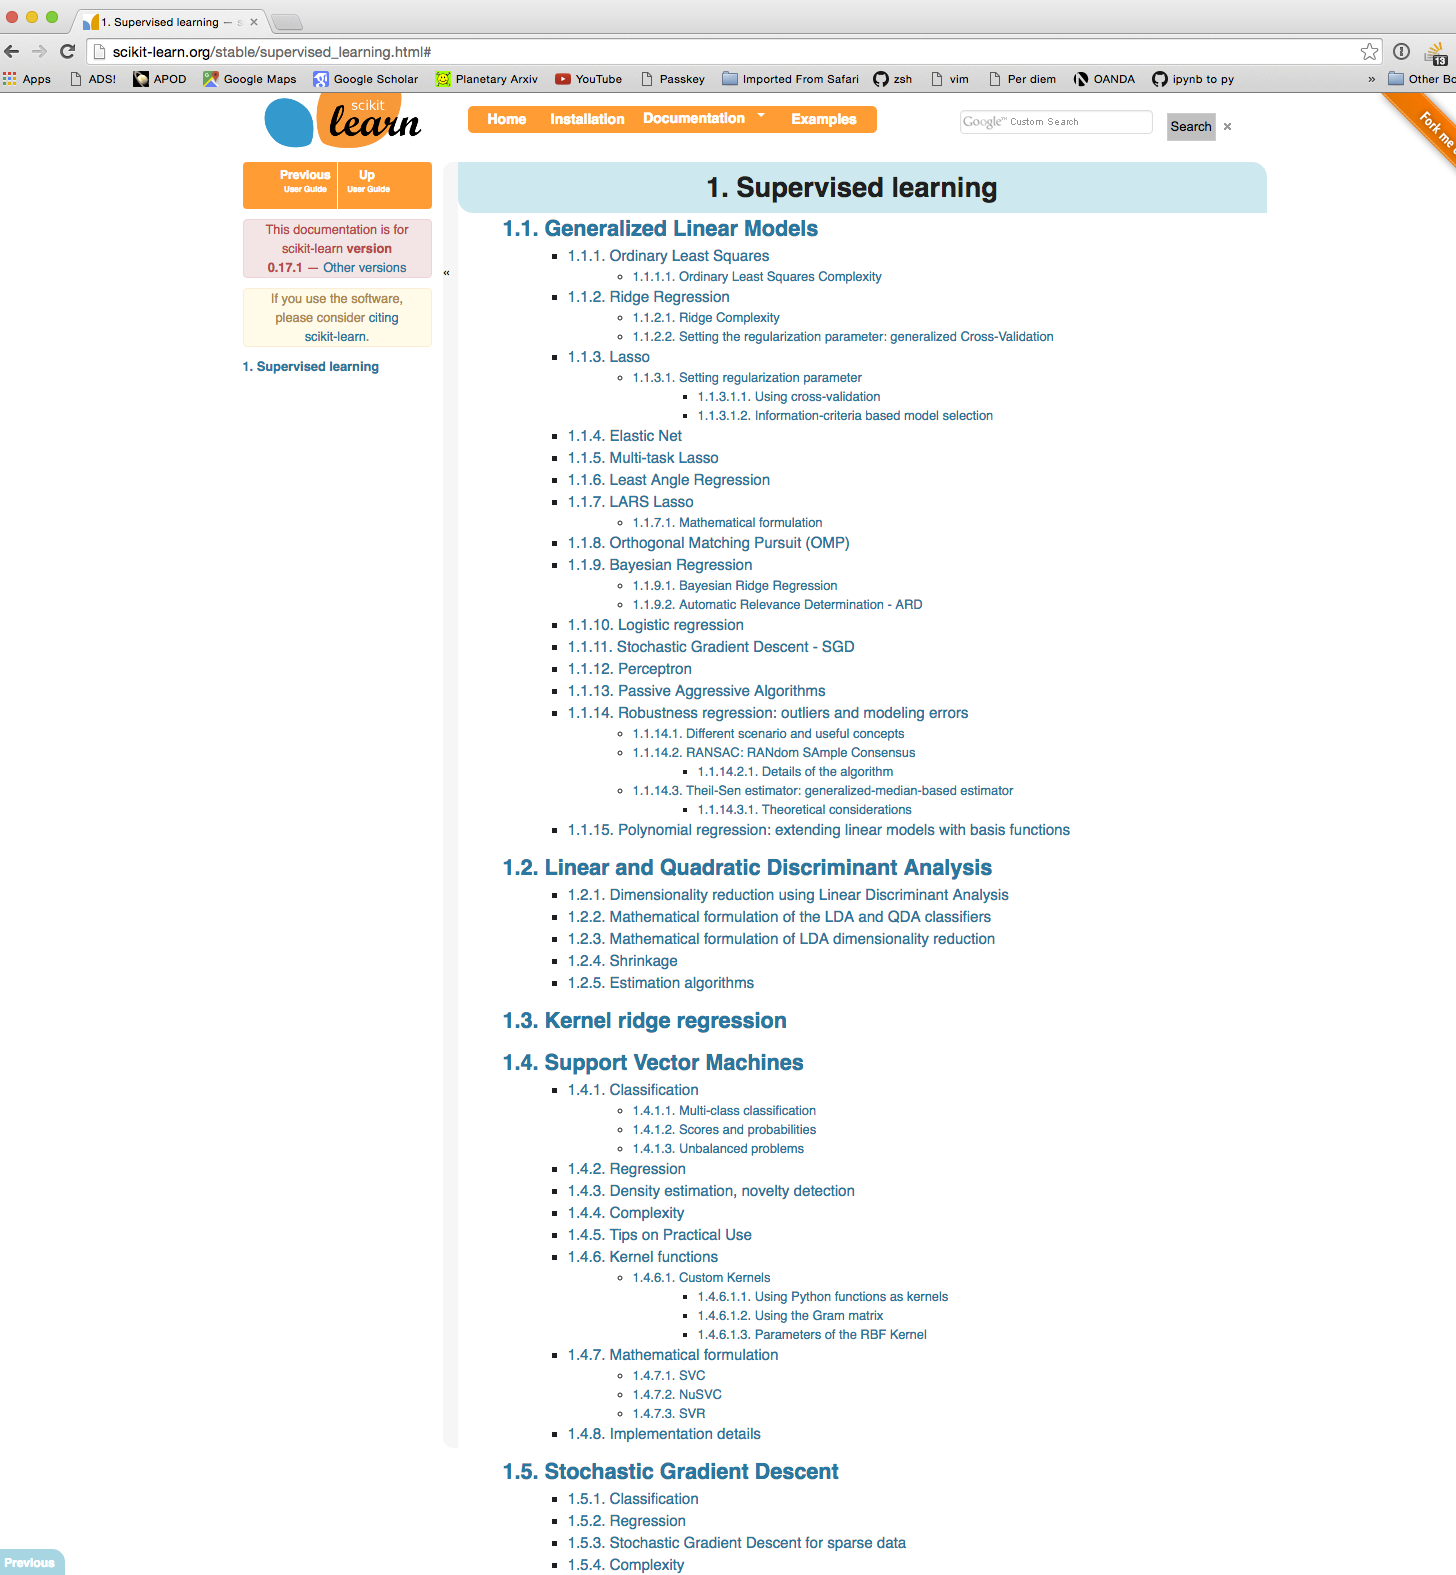 1. Supervised learning — s
scikit-learn.org/stable/supervised_learning.html#
13
Apps ADS! APOD Google Maps Google Scholar Planetary Arxiv YouTube Passkey Imported From Safari zsh vim Per diem OANDA ipynb to py » Other Bo
scikit
learn
Home Installation Documentation Examples
Google™ Custom Search
Search ×
Fork me
Previous
User Guide
Up
User Guide
This documentation is for
scikit-learn version
0.17.1 — Other versions
If you use the software,
please consider citing
scikit-learn.
1. Supervised learning
«
1. Supervised learning
1.1. Generalized Linear Models
1.1.1. Ordinary Least Squares
1.1.1.1. Ordinary Least Squares Complexity
1.1.2. Ridge Regression
1.1.2.1. Ridge Complexity
1.1.2.2. Setting the regularization parameter: generalized Cross-Validation
1.1.3. Lasso
1.1.3.1. Setting regularization parameter
1.1.3.1.1. Using cross-validation
1.1.3.1.2. Information-criteria based model selection
1.1.4. Elastic Net
1.1.5. Multi-task Lasso
1.1.6. Least Angle Regression
1.1.7. LARS Lasso
1.1.7.1. Mathematical formulation
1.1.8. Orthogonal Matching Pursuit (OMP)
1.1.9. Bayesian Regression
1.1.9.1. Bayesian Ridge Regression
1.1.9.2. Automatic Relevance Determination - ARD
1.1.10. Logistic regression
1.1.11. Stochastic Gradient Descent - SGD
1.1.12. Perceptron
1.1.13. Passive Aggressive Algorithms
1.1.14. Robustness regression: outliers and modeling errors
1.1.14.1. Different scenario and useful concepts
1.1.14.2. RANSAC: RANdom SAmple Consensus
1.1.14.2.1. Details of the algorithm
1.1.14.3. Theil-Sen estimator: generalized-median-based estimator
1.1.14.3.1. Theoretical considerations
1.1.15. Polynomial regression: extending linear models with basis functions
1.2. Linear and Quadratic Discriminant Analysis
1.2.1. Dimensionality reduction using Linear Discriminant Analysis
1.2.2. Mathematical formulation of the LDA and QDA classifiers
1.2.3. Mathematical formulation of LDA dimensionality reduction
1.2.4. Shrinkage
1.2.5. Estimation algorithms
1.3. Kernel ridge regression
1.4. Support Vector Machines
1.4.1. Classification
1.4.1.1. Multi-class classification
1.4.1.2. Scores and probabilities
1.4.1.3. Unbalanced problems
1.4.2. Regression
1.4.3. Density estimation, novelty detection
1.4.4. Complexity
1.4.5. Tips on Practical Use
1.4.6. Kernel functions
1.4.6.1. Custom Kernels
1.4.6.1.1. Using Python functions as kernels
1.4.6.1.2. Using the Gram matrix
1.4.6.1.3. Parameters of the RBF Kernel
1.4.7. Mathematical formulation
1.4.7.1. SVC
1.4.7.2. NuSVC
1.4.7.3. SVR
1.4.8. Implementation details
1.5. Stochastic Gradient Descent
1.5.1. Classification
1.5.2. Regression
1.5.3. Stochastic Gradient Descent for sparse data
1.5.4. Complexity
Previous